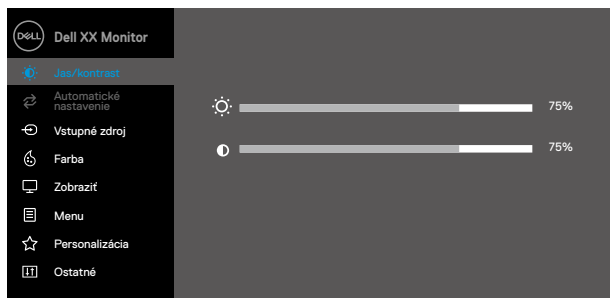 DELL Dell XX Monitor
Jas/kontrast
Automatické
nastavenie
75%
Vstupné zdroj
Farba
75%
Zobraziť
Menu
Personalizácia
Ostatné